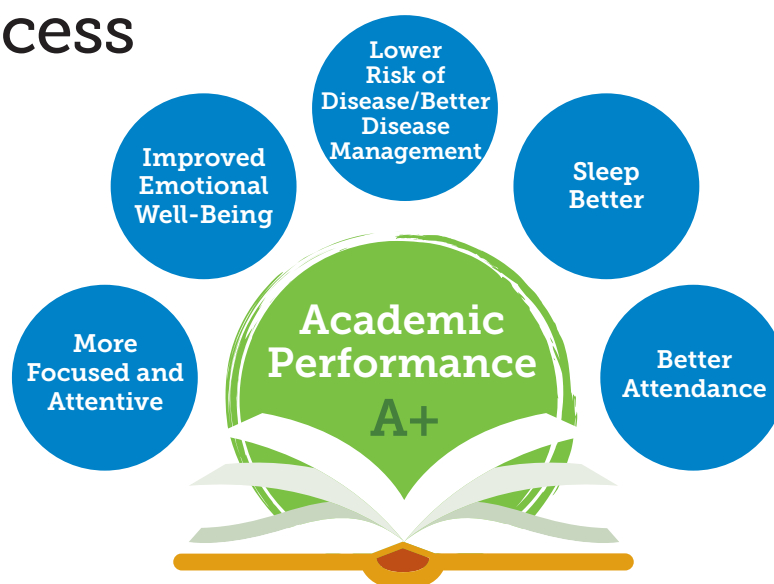 cess
Lower
Risk of
Disease/Better
Disease
Management
Improved
Emotional
Well-Being
Sleep
Better
More
Focused and
Attentive
Academic
Performance
A+
Better
Attendance